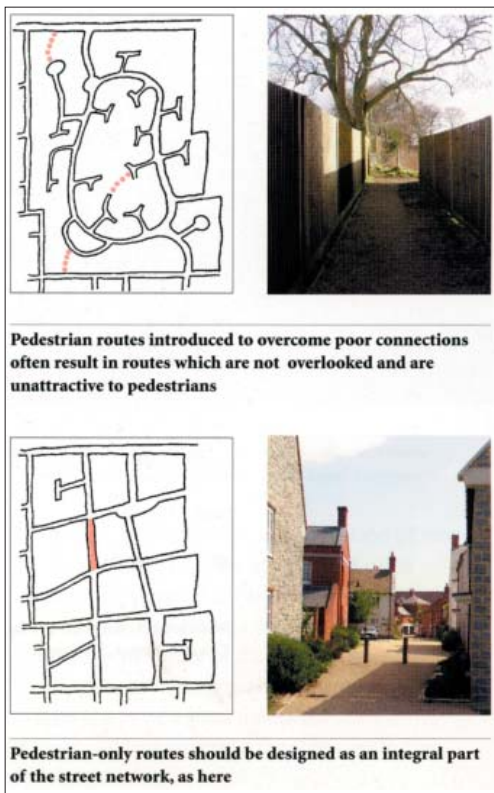 Pedestrian routes introduced to overcome poor connections
often result in routes which are not overlooked and are
unattractive to pedestrians
Pedestrian-only routes should be designed as an integral part
of the street network, as here